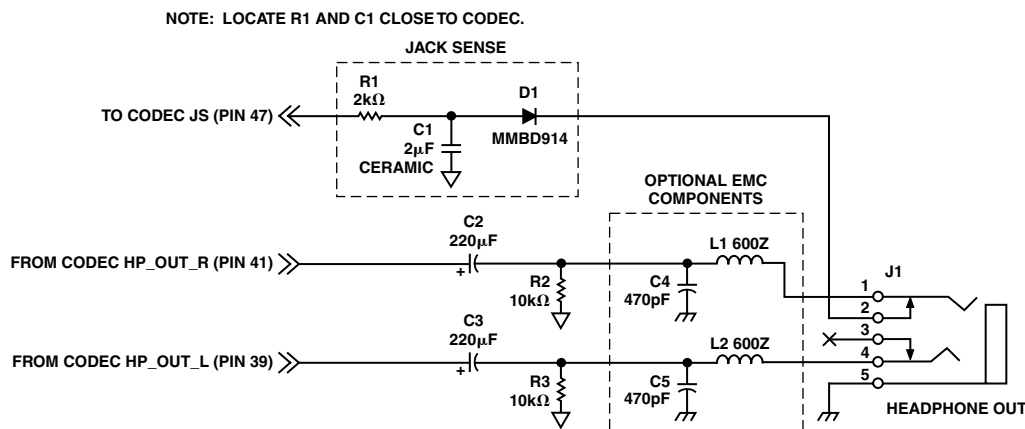 NOTE: LOCATE R1 AND C1 CLOSE TO CODEC.
JACK SENSE
R1
2kΩ
D1
TO CODEC JS (PIN 47)
C1
2μF
CERAMIC
MMBD914
OPTIONAL EMC
COMPONENTS
C2
220μF
L1 600Z
FROM CODEC HP_OUT_R (PIN 41)
+
R2
10kΩ
C4
470pF
J1
1
2
3
4
5
C3
220μF
L2 600Z
FROM CODEC HP_OUT_L (PIN 39)
+
R3
10kΩ
C5
470pF
HEADPHONE OUT